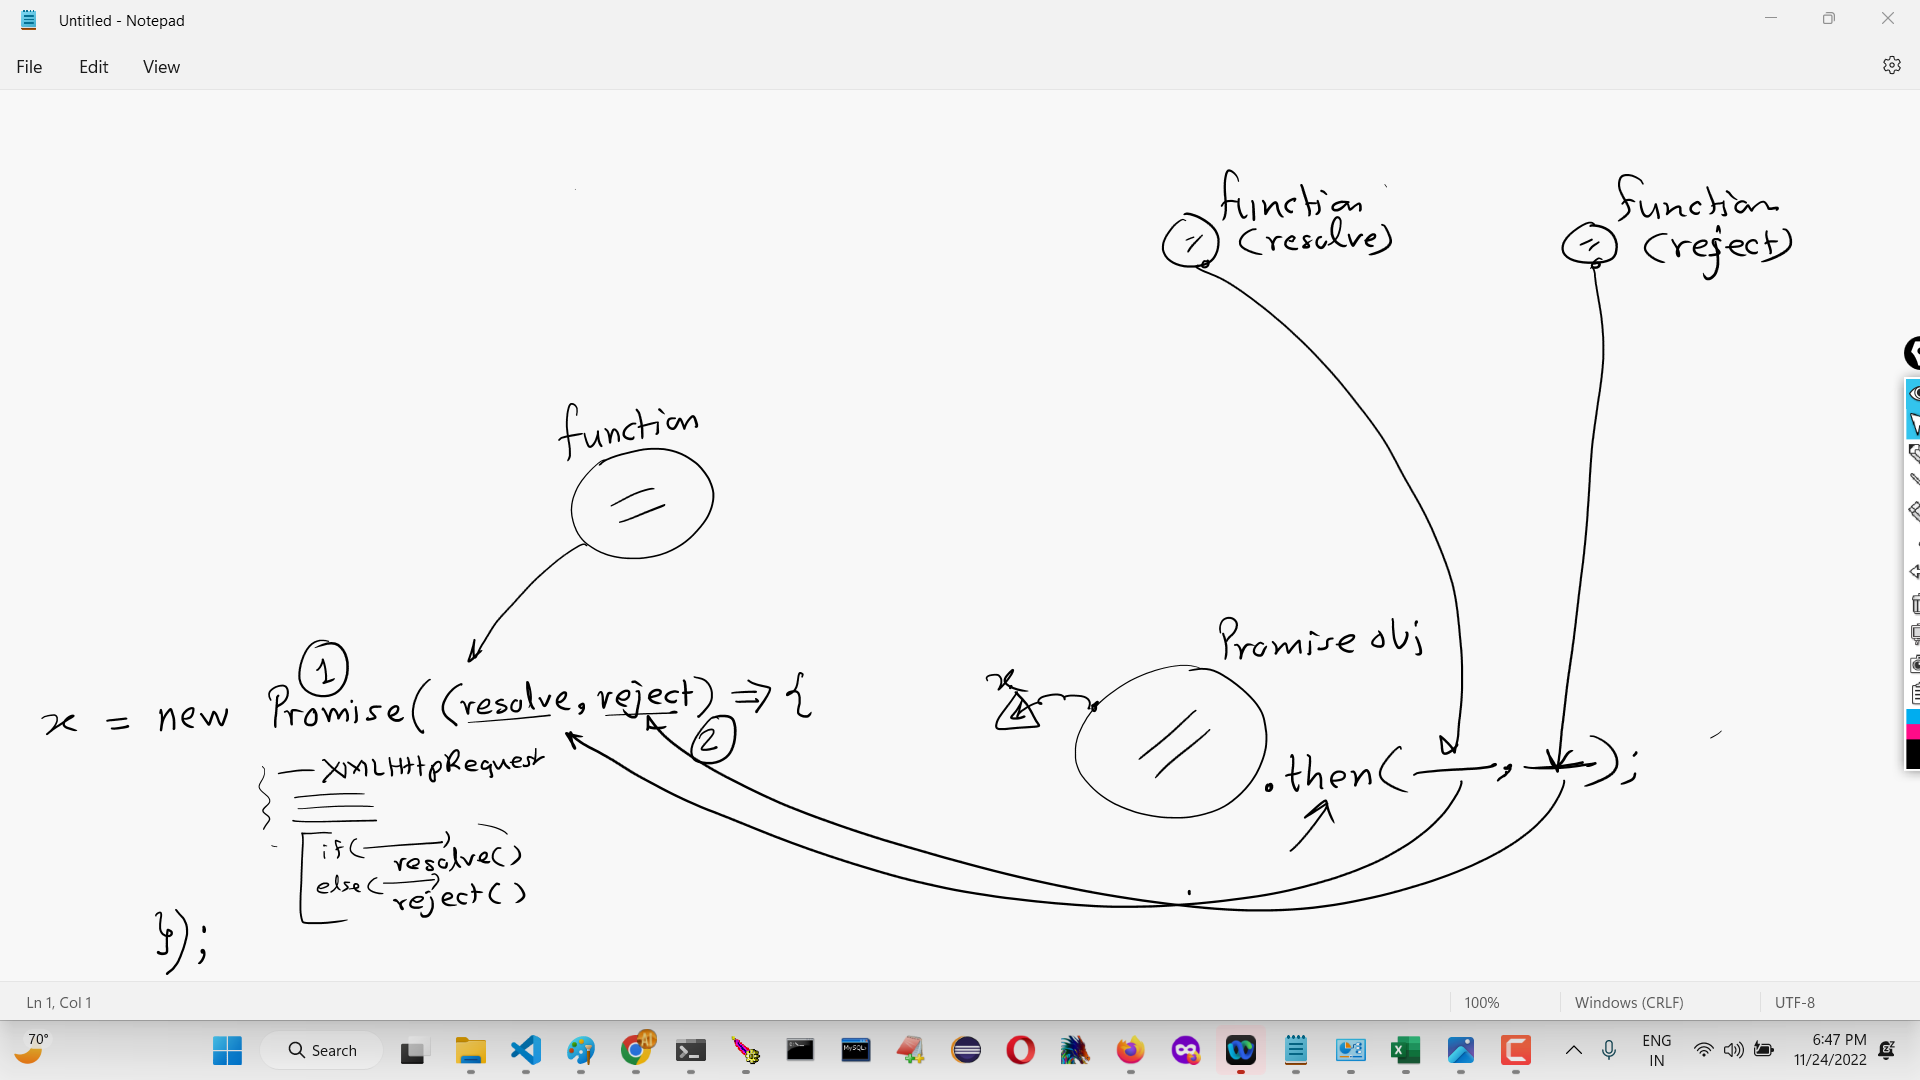 Untitled - Notepad
File Edit View
function
(resolve)
function
(reject)
function
Promise obj
1
x = new Promise((resolve, reject) => {
2
XMLHttpRequest
if( ) resolve()
else( ) reject()
});
x
.then( , );
Ln 1, Col 1
100%
Windows (CRLF)
UTF-8
70°
Search
AI
MySQL
ENG
IN
6:47 PM
11/24/2022